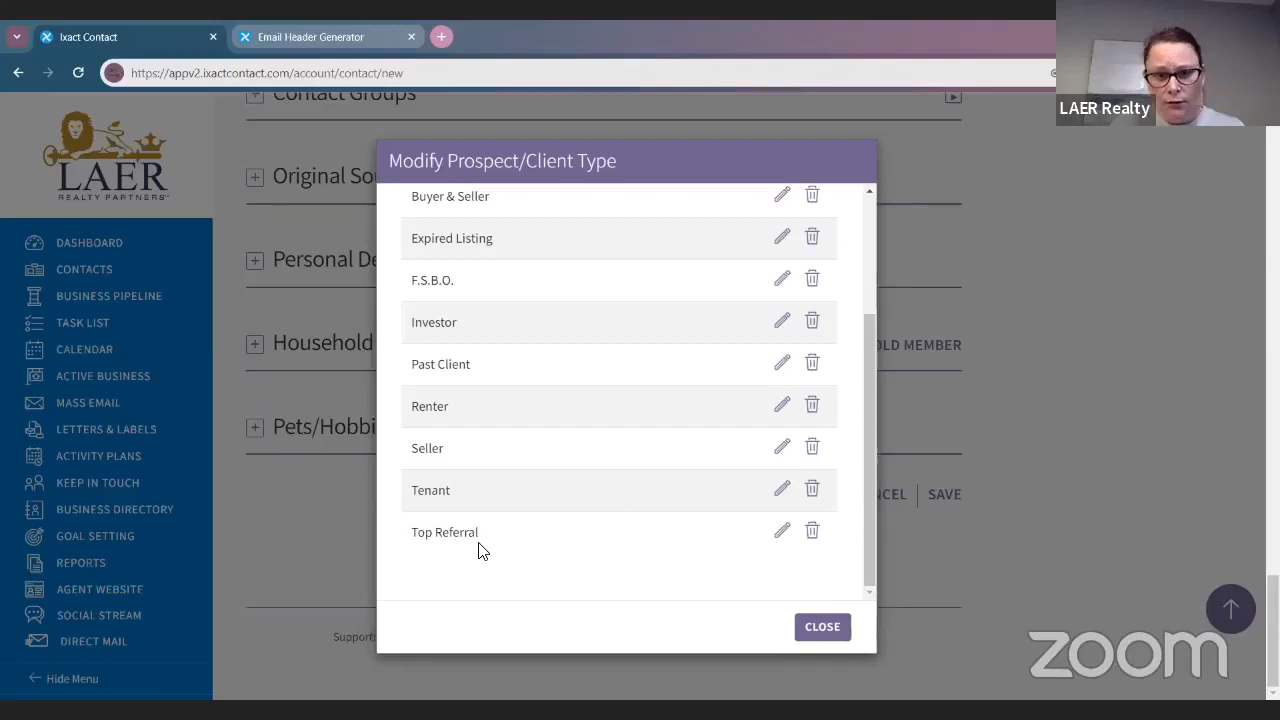 Ixact Contact
Email Header Generator
https://appv2.ixactcontact.com/account/contact/new
LAER Realty
LAER
REALTY PARTNERS
DASHBOARD
CONTACTS
BUSINESS PIPELINE
TASK LIST
CALENDAR
ACTIVE BUSINESS
MASS EMAIL
LETTERS & LABELS
ACTIVITY PLANS
KEEP IN TOUCH
BUSINESS DIRECTORY
GOAL SETTING
REPORTS
AGENT WEBSITE
SOCIAL STREAM
DIRECT MAIL
Hide Menu
Contact Groups
Original So
Personal De
Household
OLD MEMBER
Pets/Hobbi
NCEL
SAVE
Support:
Modify Prospect/Client Type
Buyer & Seller
Expired Listing
F.S.B.O.
Investor
Past Client
Renter
Seller
Tenant
Top Referral
CLOSE
zoom